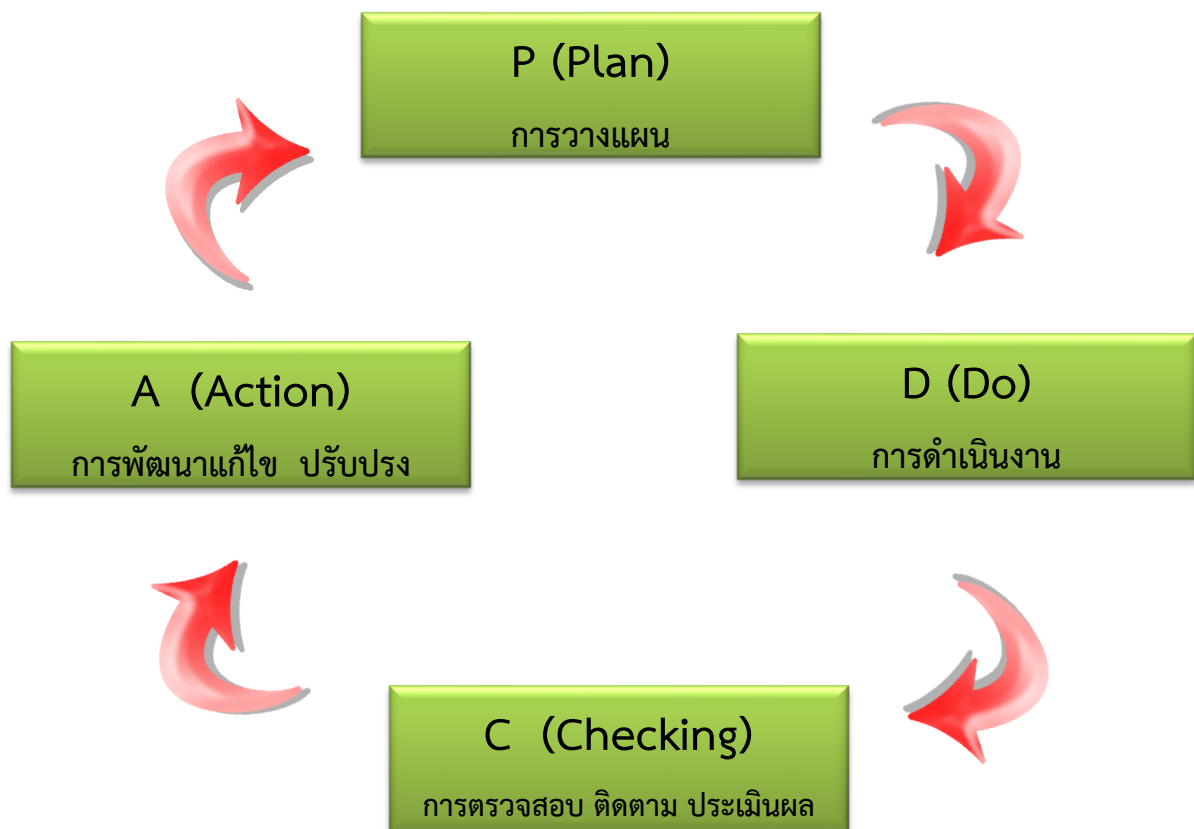 P (Plan)
การวางแผน
A (Action)
การพัฒนาแก้ไข ปรับปรง
D (Do)
การดำเนินงาน
C (Checking)
การตรวจสอบ ติดตาม ประเมินผล